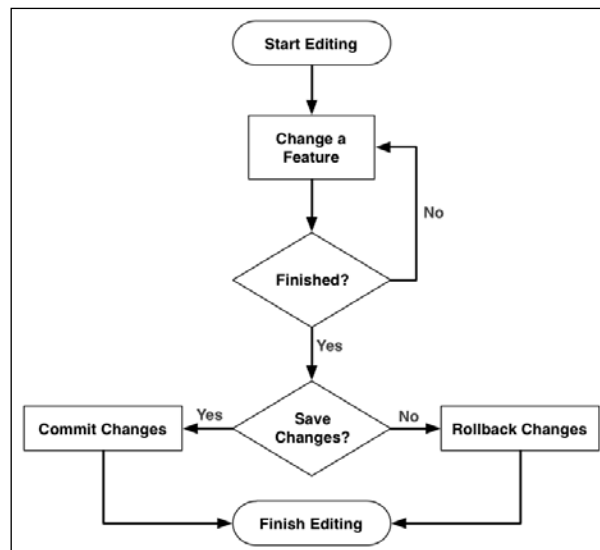 Start Editing
Change a
Feature
No
Finished?
Yes
Yes
Save
Changes?
No
Commit Changes
Rollback Changes
Finish Editing